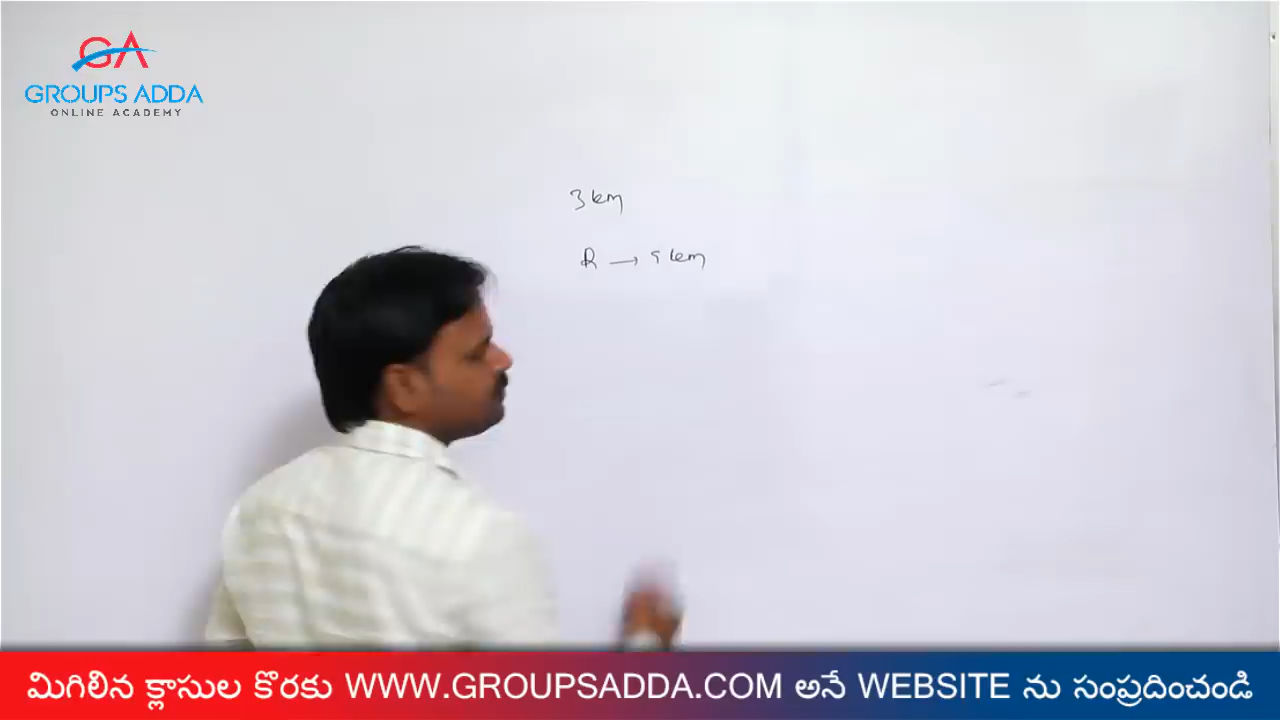 GA
GROUPS ADDA
ONLINE ACADEMY
3 km
R → 5 km
మిగిలిన క్లాసుల కొరకు WWW.GROUPSADDA.COM అనే WEBSITE ను సంప్రదించండి